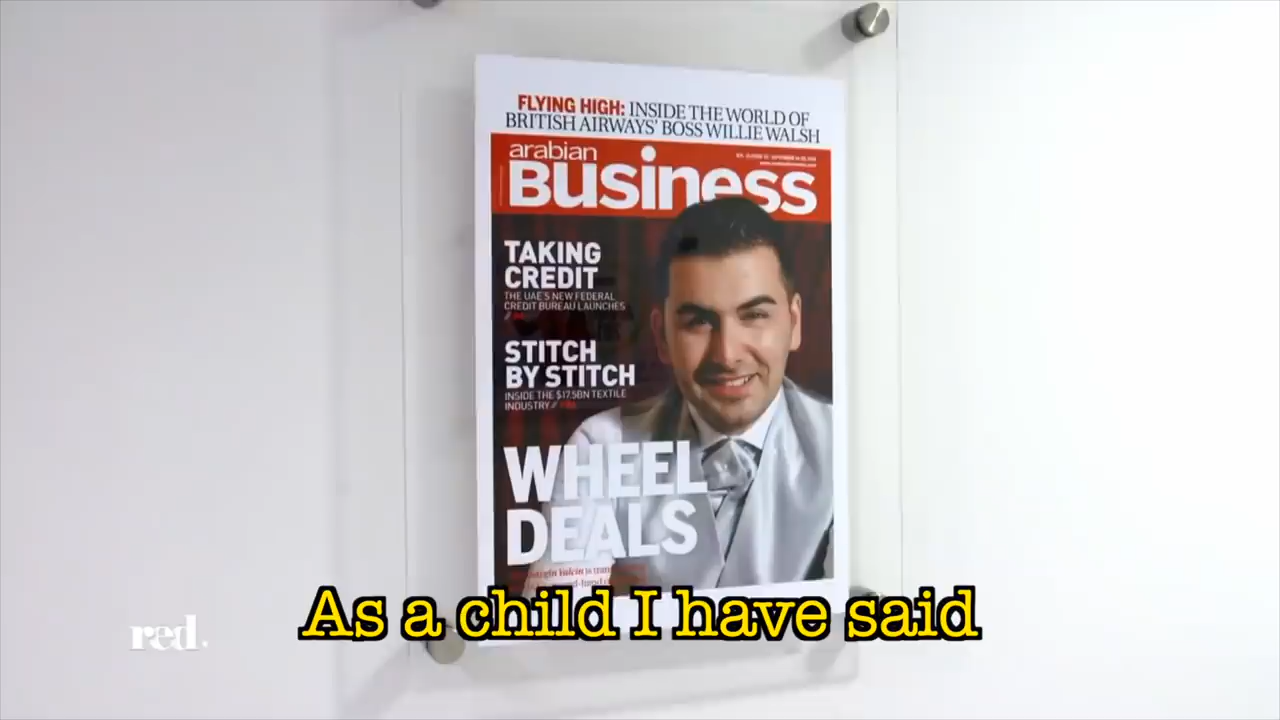 FLYING HIGH: INSIDE THE WORLD OF
BRITISH AIRWAYS' BOSS WILLIE WALSH
arabian
BUSINESS
TAKING
CREDIT
THE UAE'S NEW FEDERAL
CREDIT BUREAU LAUNCHES
STITCH
BY STITCH
INSIDE THE $17.5BN TEXTILE
INDUSTRY //
WHEEL
DEALS
As a child I have said
red.